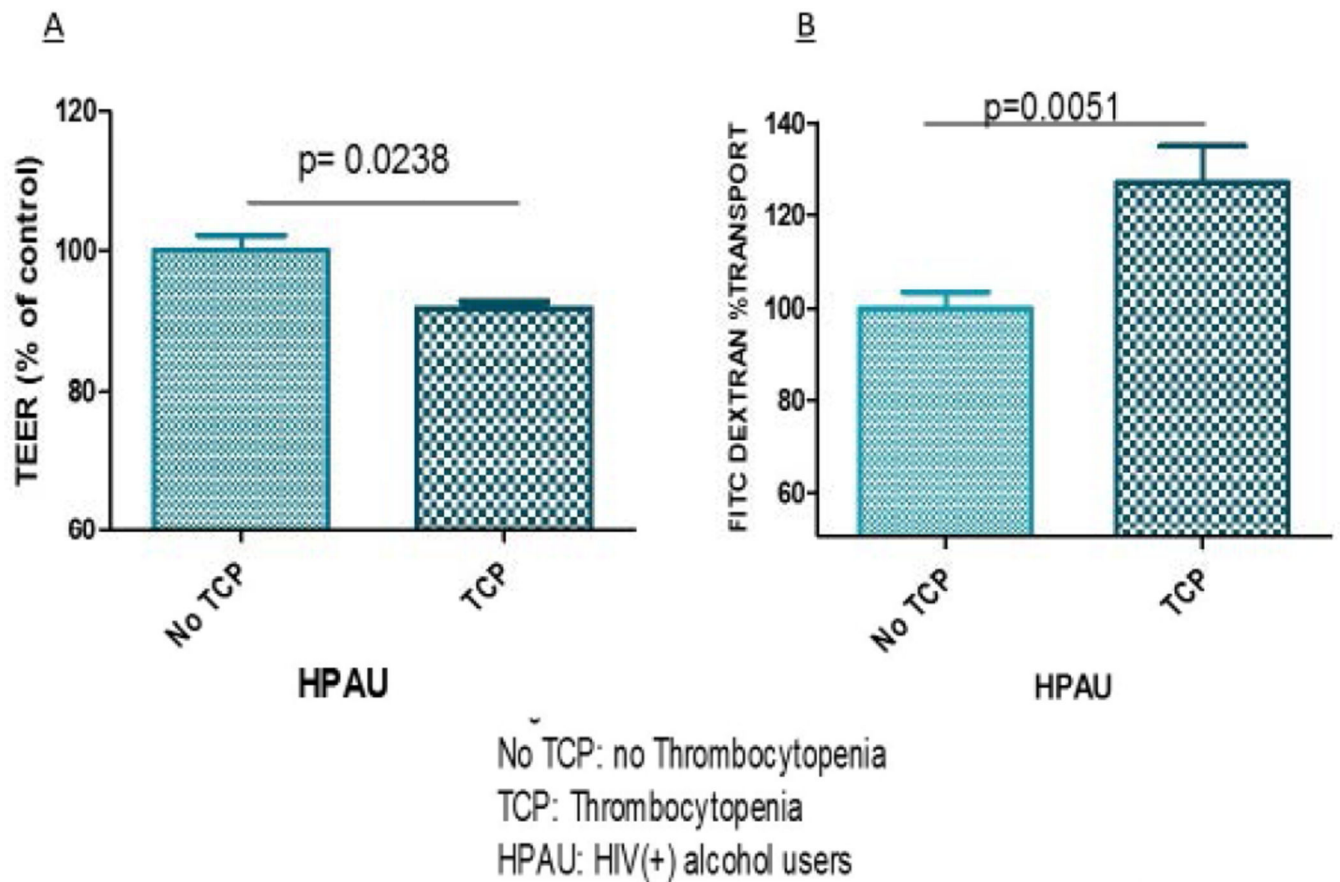 A
120
100
80
60
TEER (% of control)
p= 0.0238
No TCP
TCP
HPAU
B
140
120
100
80
60
FITC DEXTRAN %TRANSPORT
p=0.0051
No TCP
TCP
HPAU
No TCP: no Thrombocytopenia
TCP: Thrombocytopenia
HPAU: HIV(+) alcohol users